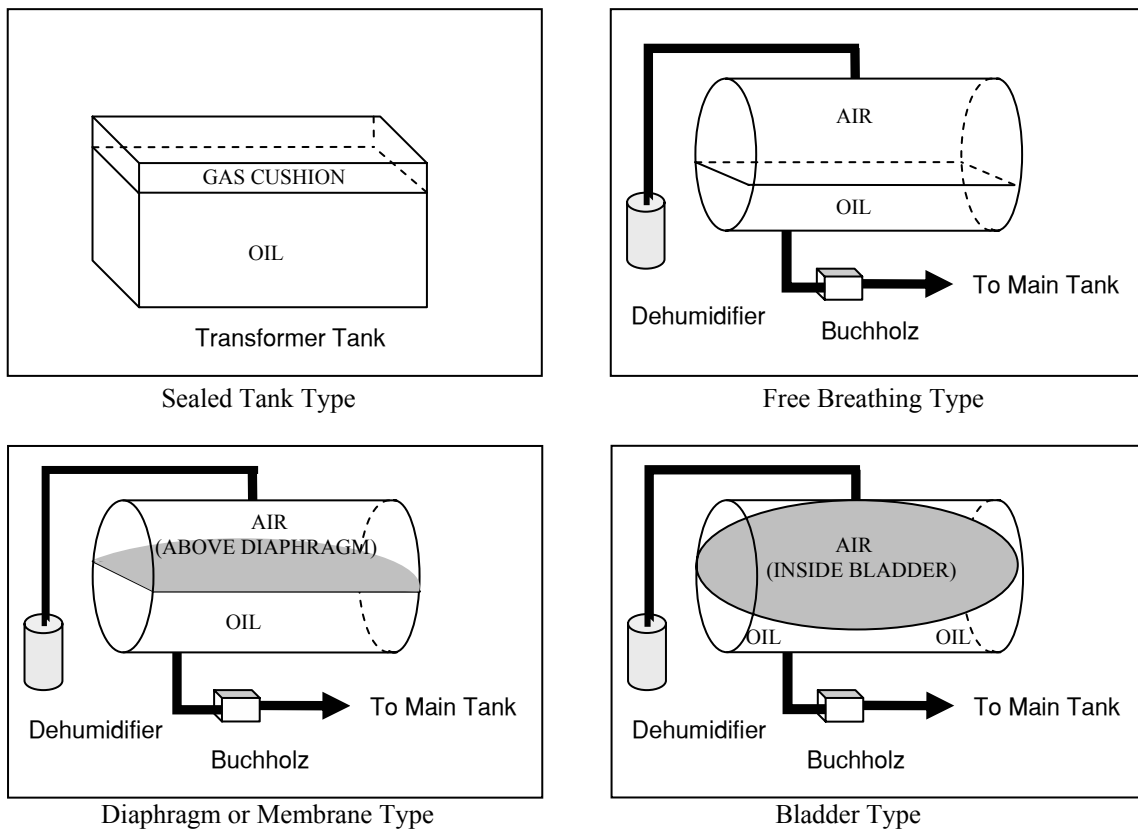 GAS CUSHION
OIL
Transformer Tank
Sealed Tank Type
AIR
OIL
To Main Tank
Dehumidifier
Buchholz
Free Breathing Type
AIR
(ABOVE DIAPHRAGM)
OIL
To Main Tank
Dehumidifier
Buchholz
Diaphragm or Membrane Type
AIR
(INSIDE BLADDER)
OIL OIL
To Main Tank
Dehumidifier
Buchholz
Bladder Type